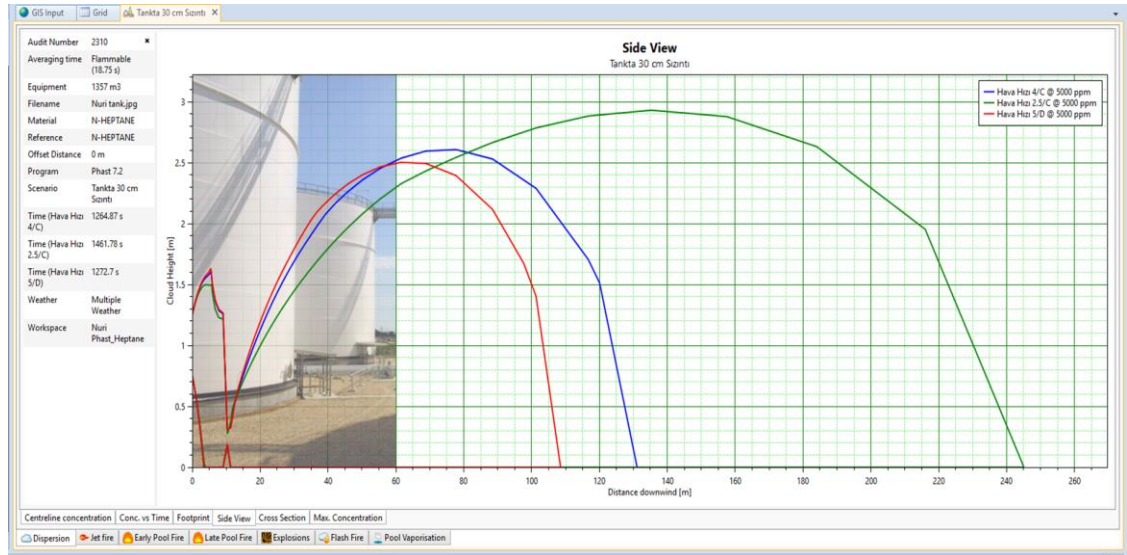 GIS Input Grid Tankta 30 cm Sızıntı
Audit Number 2310
Averaging time Flammable
(18.75 s)
Equipment 1357 m3
Filename Nuri tank.jpg
Material N-HEPTANE
Reference N-HEPTANE
Offset Distance 0 m
Program Phast 7.2
Scenario Tankta 30 cm
Sızıntı
Time (Hava Hızı 1264.87 s
4/C)
Time (Hava Hızı 1461.78 s
2.5/C)
Time (Hava Hızı 1272.7 s
5/D)
Weather Multiple
Weather
Workspace Nuri
Phast_Heptane
Side View
Tankta 30 cm Sızıntı
Hava Hızı 4/C @ 5000 ppm
Hava Hızı 2.5/C @ 5000 ppm
Hava Hızı 5/D @ 5000 ppm
Cloud Height [m]
3
2.5
2
1.5
1
0.5
0
0 20 40 60 80 100 120 140 160 180 200 220 240 260
Distance downwind [m]
Centreline concentration Conc. vs Time Footprint Side View Cross Section Max. Concentration
Dispersion Jet fire Early Pool Fire Late Pool Fire Explosions Flash Fire Pool Vaporisation